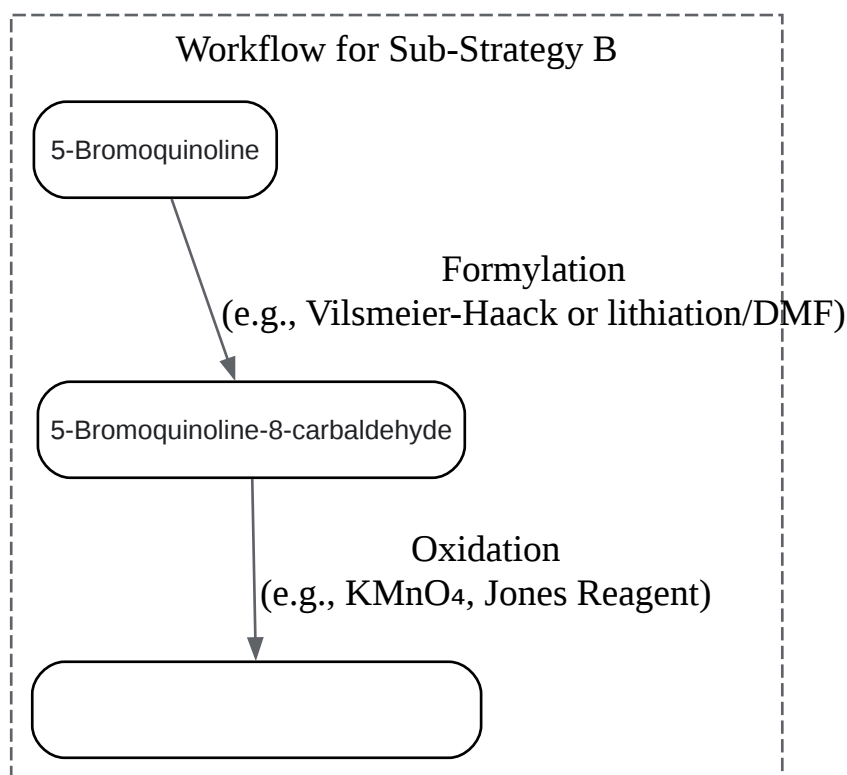 Workflow for Sub-Strategy B
5-Bromoquinoline
Formylation
(e.g., Vilsmeier-Haack or lithiation/DMF)
5-Bromoquinoline-8-carbaldehyde
Oxidation
(e.g., KMnO₄, Jones Reagent)